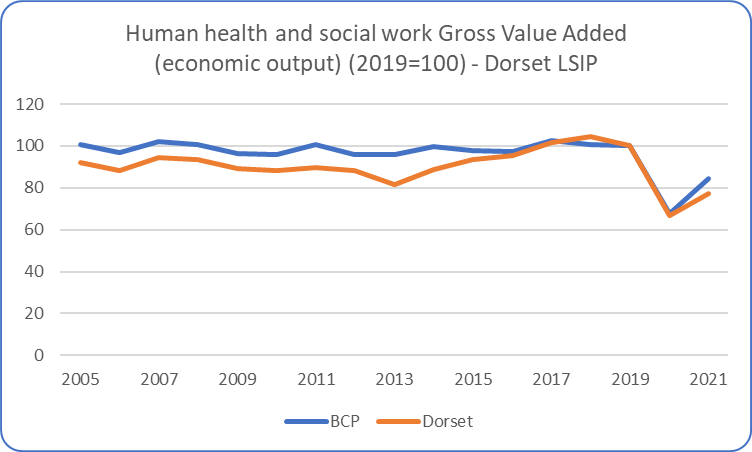 Human health and social work Gross Value Added
(economic output) (2019=100) - Dorset LSIP
120
100
80
60
40
20
0
2005 2007 2009 2011 2013 2015 2017 2019 2021
BCP Dorset